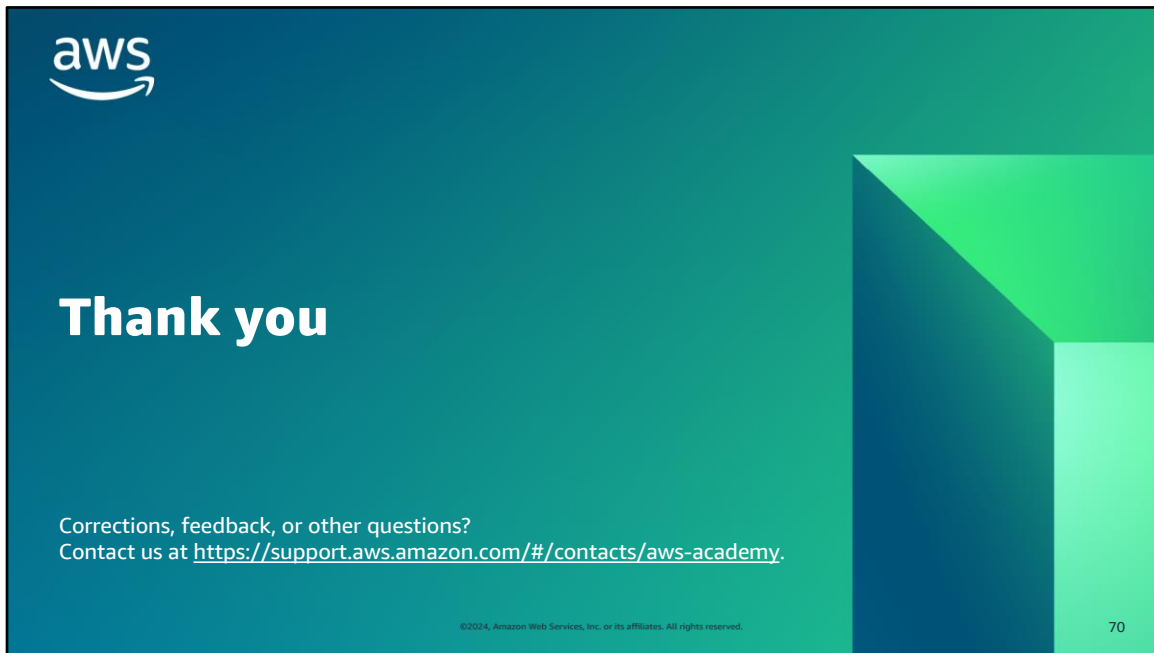 aws
Thank you
Corrections, feedback, or other questions?
Contact us at https://support.aws.amazon.com/#/contacts/aws-academy.
©2024, Amazon Web Services, Inc. or its affiliates. All rights reserved.
70